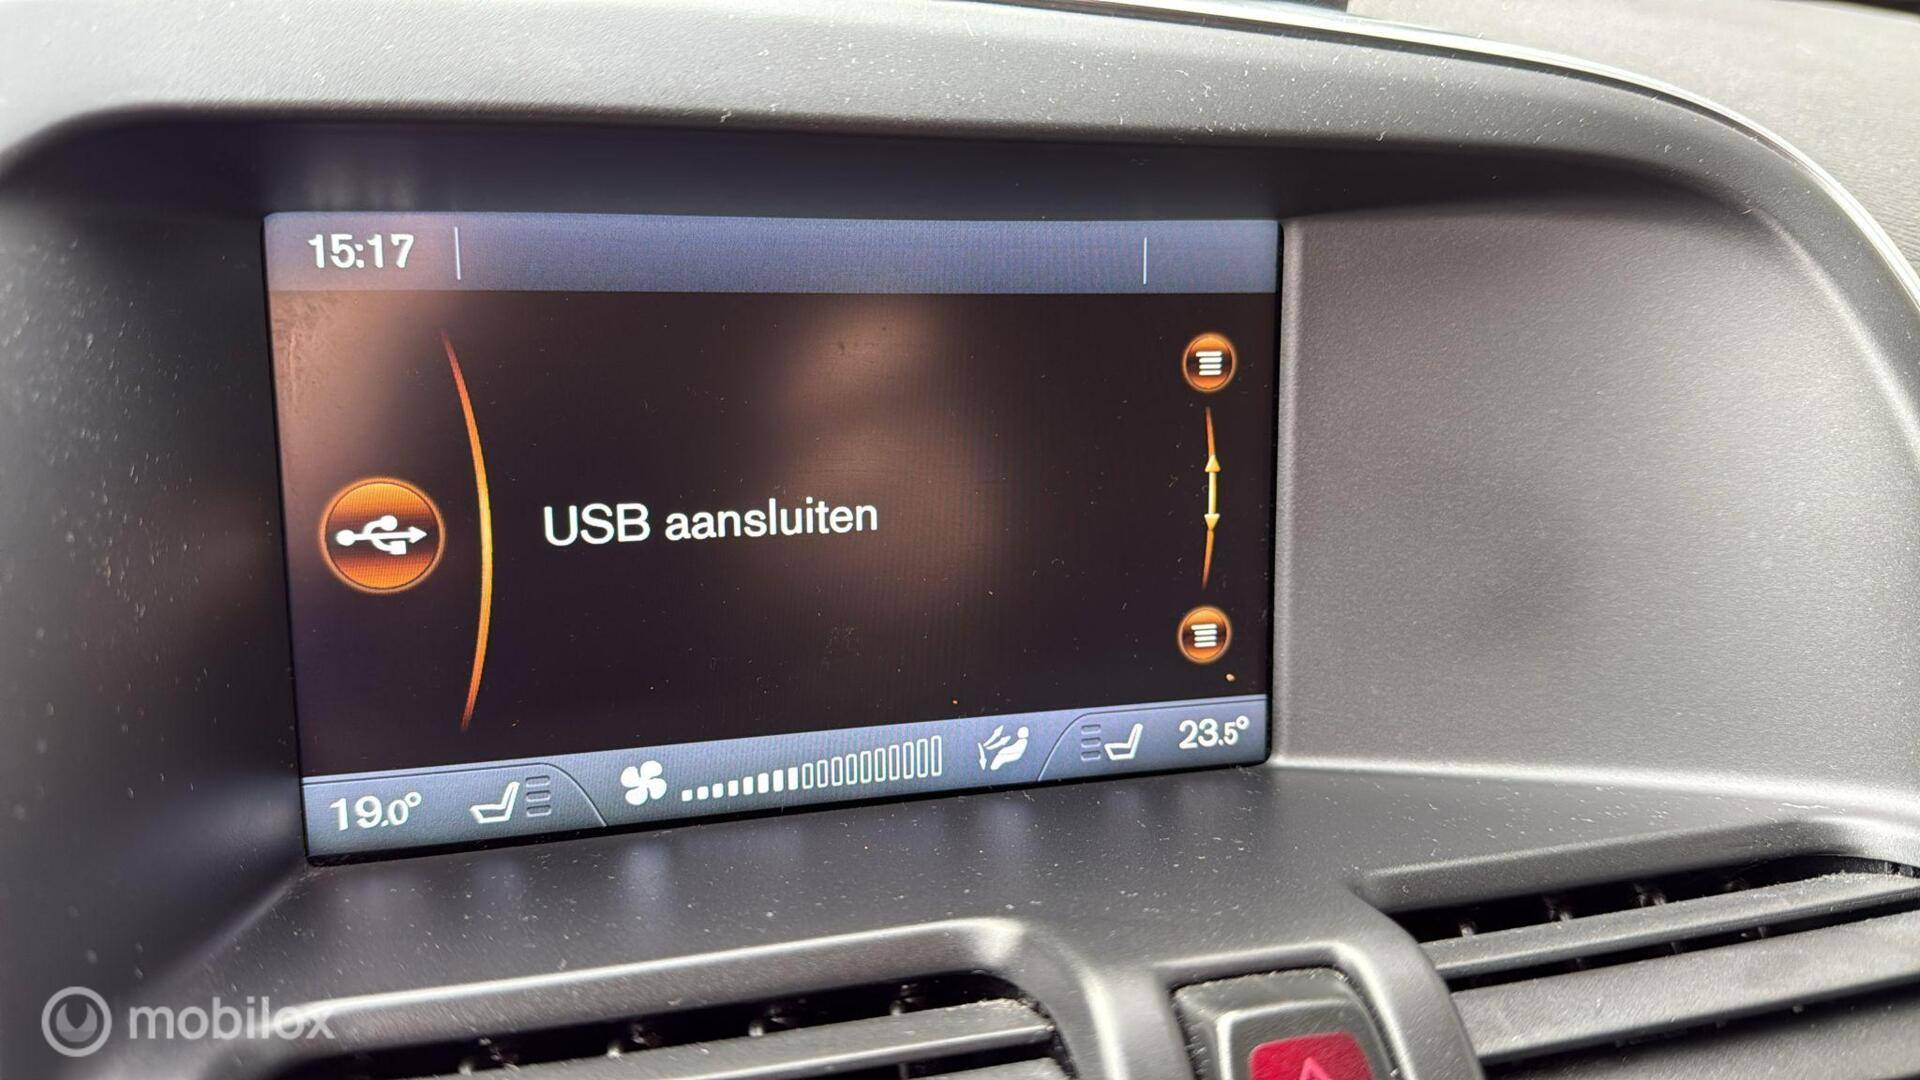 15:17
USB aansluiten
19.0°
23.5°
mobilox